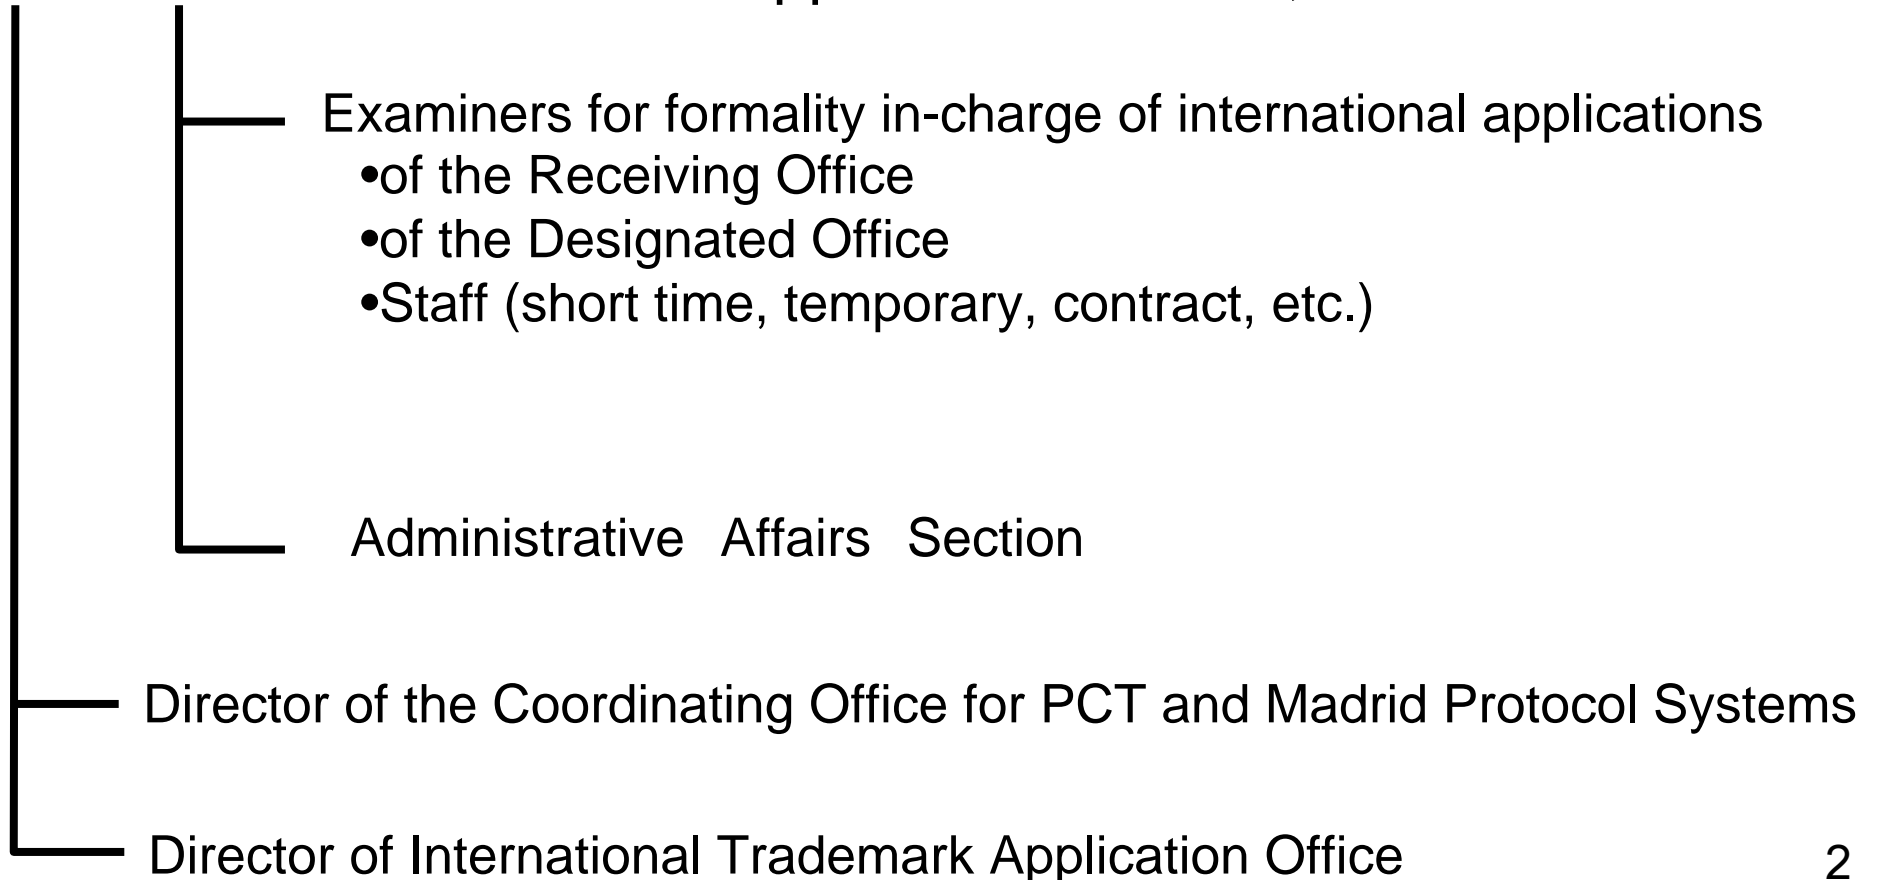 Examiners for formality in-charge of international applications
•of the Receiving Office
•of the Designated Office
•Staff (short time, temporary, contract, etc.)
Administrative Affairs Section
Director of the Coordinating Office for PCT and Madrid Protocol Systems
Director of International Trademark Application Office
2